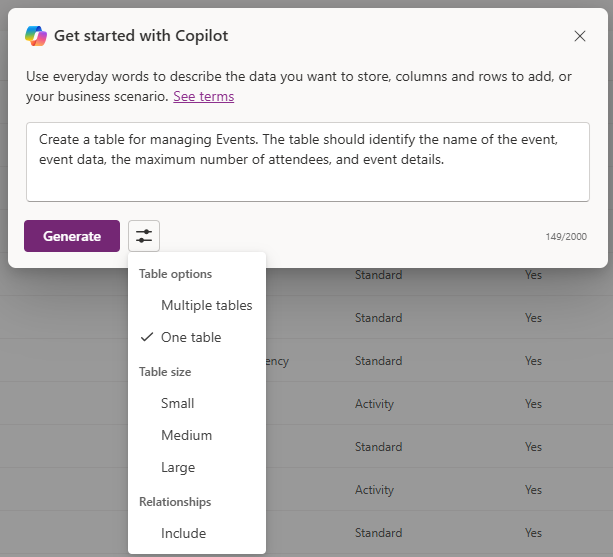 Get started with Copilot
Use everyday words to describe the data you want to store, columns and rows to add, or
your business scenario. See terms
Create a table for managing Events. The table should identify the name of the event,
event data, the maximum number of attendees, and event details.
Generate
149/2000
Table options
Multiple tables
One table
Table size
Small
Medium
Large
Relationships
Include
Standard Yes
Standard Yes
ency Standard Yes
Activity Yes
Standard Yes
Activity Yes
Standard Yes